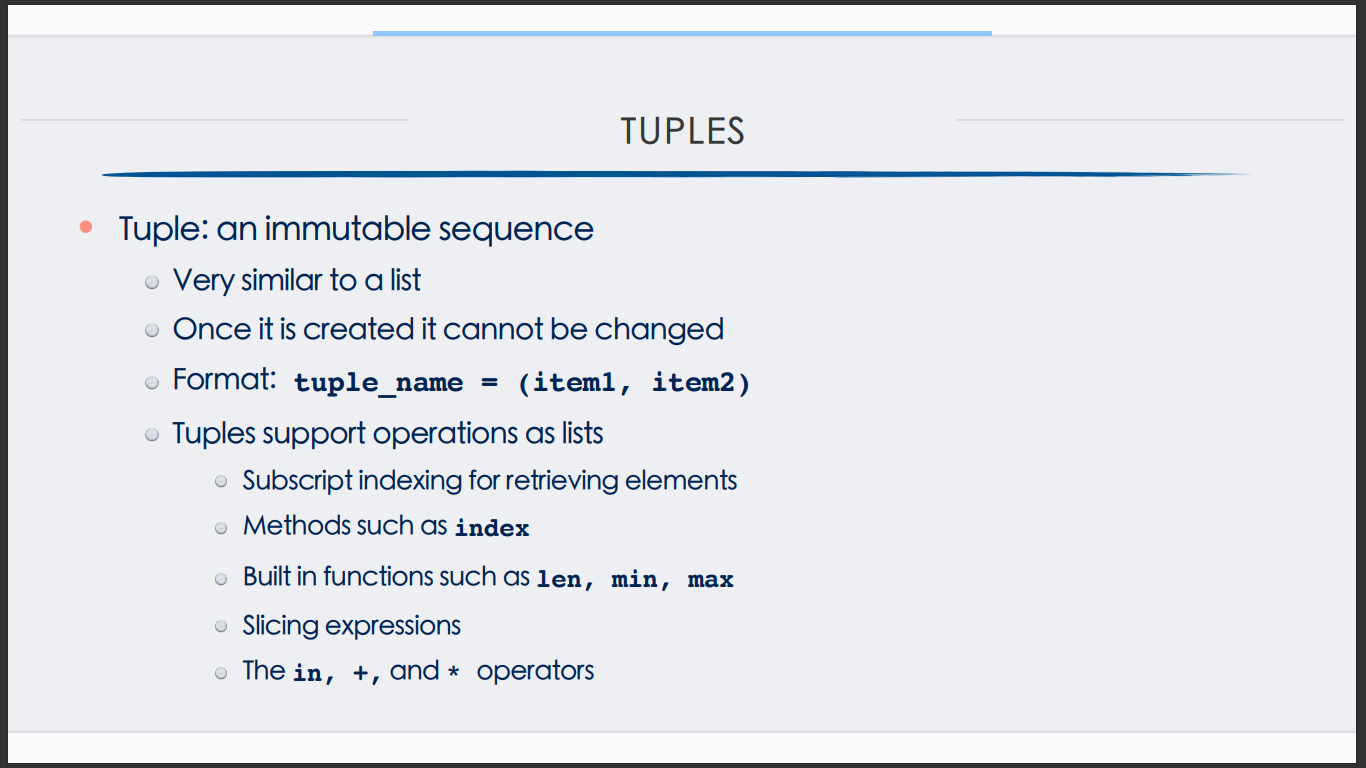 TUPLES
Tuple: an immutable sequence
Very similar to a list
Once it is created it cannot be changed
Format: tuple_name = (item1, item2)
Tuples support operations as lists
Subscript indexing for retrieving elements
Methods such as index
Built in functions such as len, min, max
Slicing expressions
The in, +, and * operators